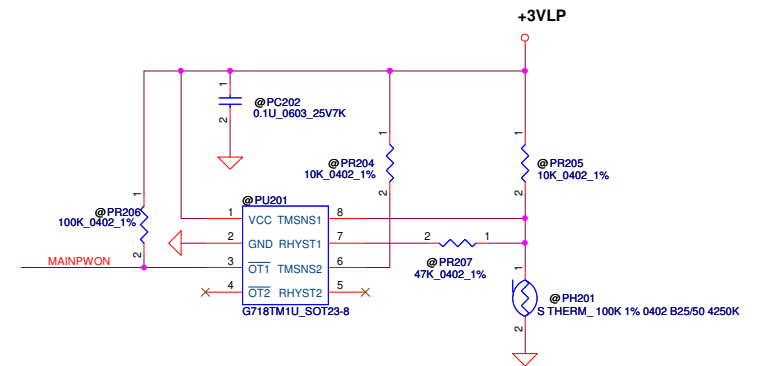 +3VLP
1
@PC202
0.1U_0603_25V7K
2
1
@PR204
10K_0402_1%
2
1
@PR205
10K_0402_1%
2
1
@PR206
100K_0402_1%
2
@PU201
1 VCC TMSNS1 8
2 GND RHYST1 7
3 OT1 TMSNS2 6
4 OT2 RHYST2 5
G718TM1U_SOT23-8
MAINPWON
2 1
@PR207
47K_0402_1%
1
@PH201
S THERM_ 100K 1% 0402 B25/50 4250K
2